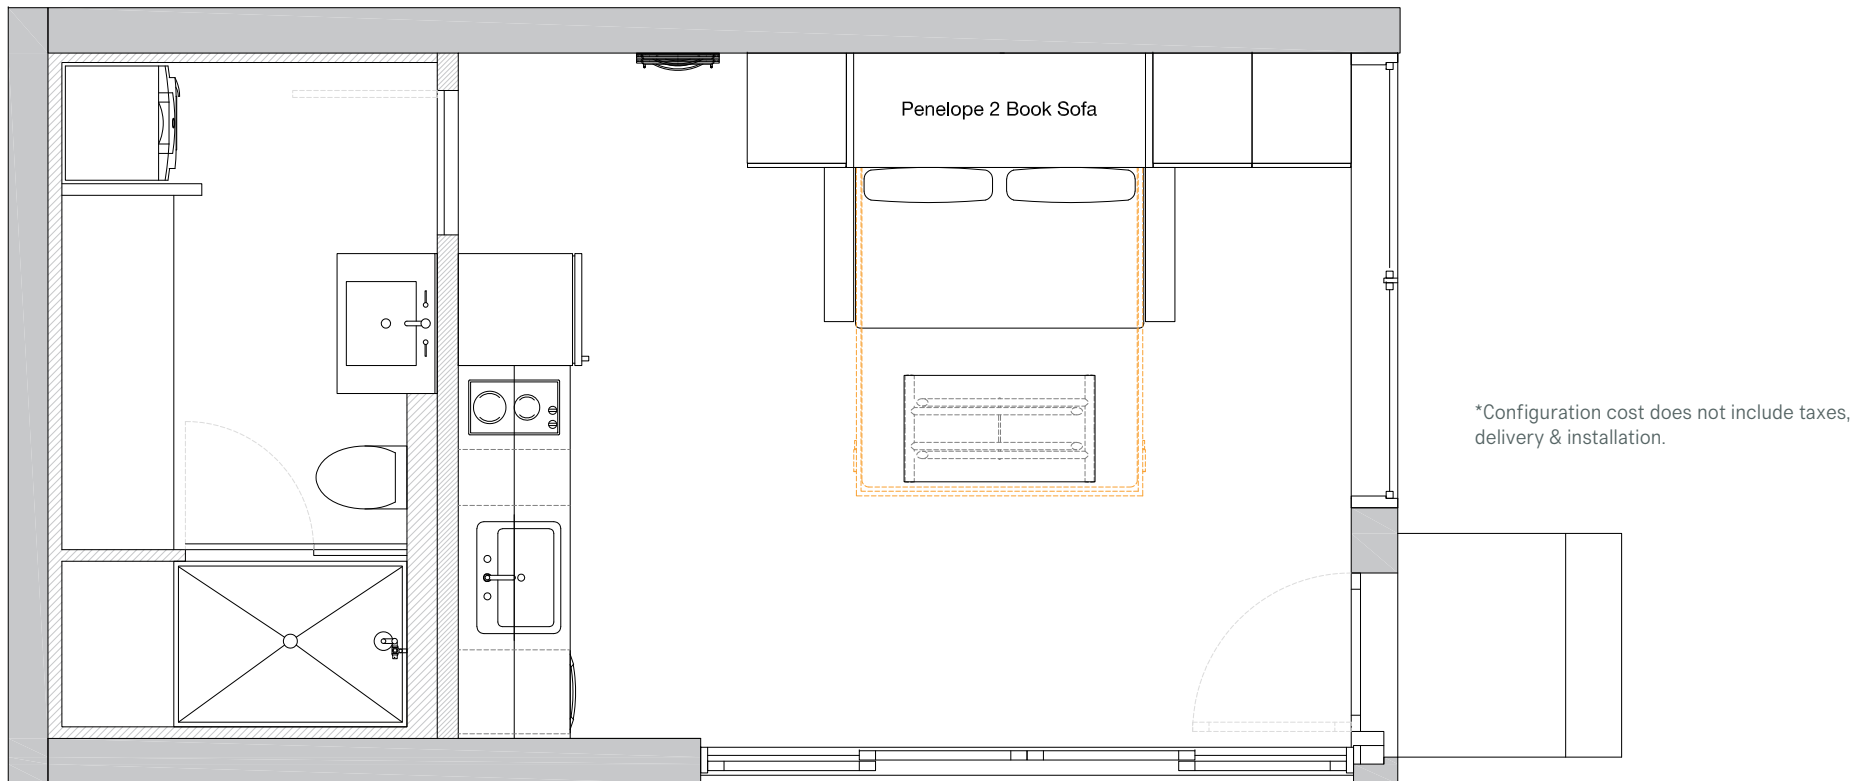 Penelope 2 Book Sofa
*Configuration cost does not include taxes,
delivery & installation.